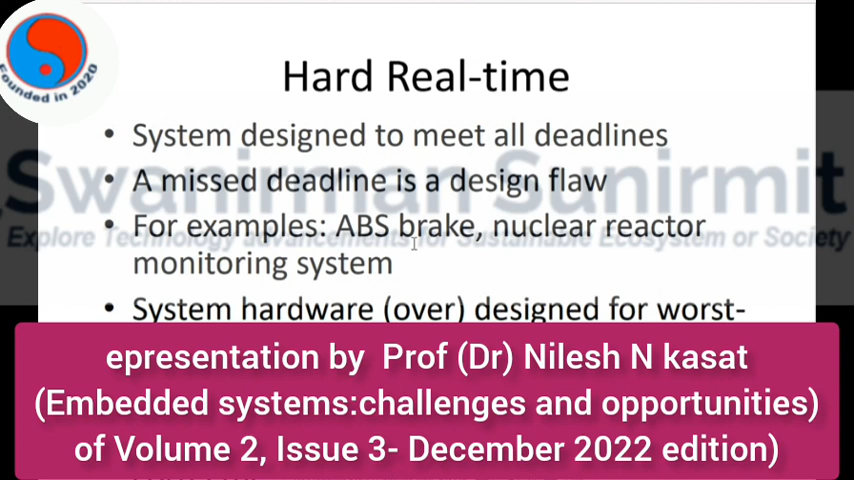 Founded in 2020
Hard Real-time
• System designed to meet all deadlines
Swanirman Sunirmit
• A missed deadline is a design flaw
• For examples: ABS brake, nuclear reactor
Explore Technology advancements for Sustainable Ecosystem or Society
monitoring system
• System hardware (over) designed for worst-
epresentation by Prof (Dr) Nilesh N kasat
(Embedded systems:challenges and opportunities)
of Volume 2, Issue 3- December 2022 edition)